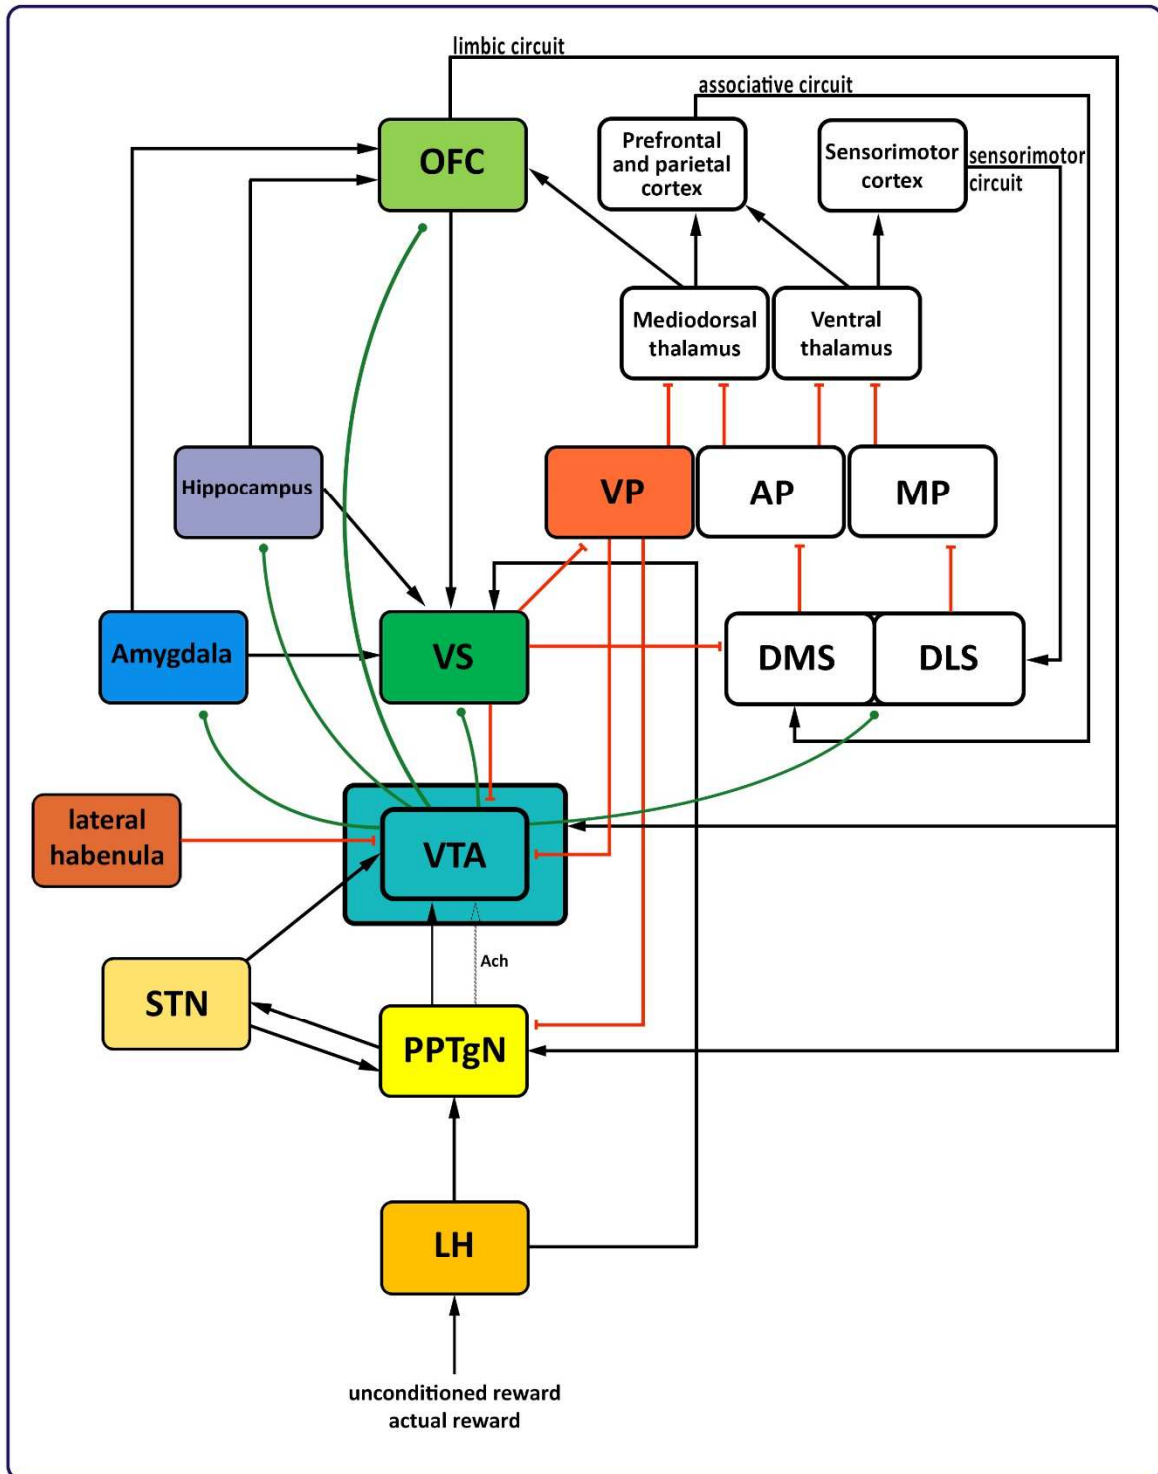 limbic circuit
associative circuit
OFC
Prefrontal
and parietal
cortex
Sensorimotor
cortex
sensorimotor
circuit
Mediodorsal
thalamus
Ventral
thalamus
Hippocampus
VP
AP
MP
Amygdala
VS
DMS
DLS
lateral
habenula
VTA
Ach
STN
PPTgN
LH
unconditioned reward
actual reward